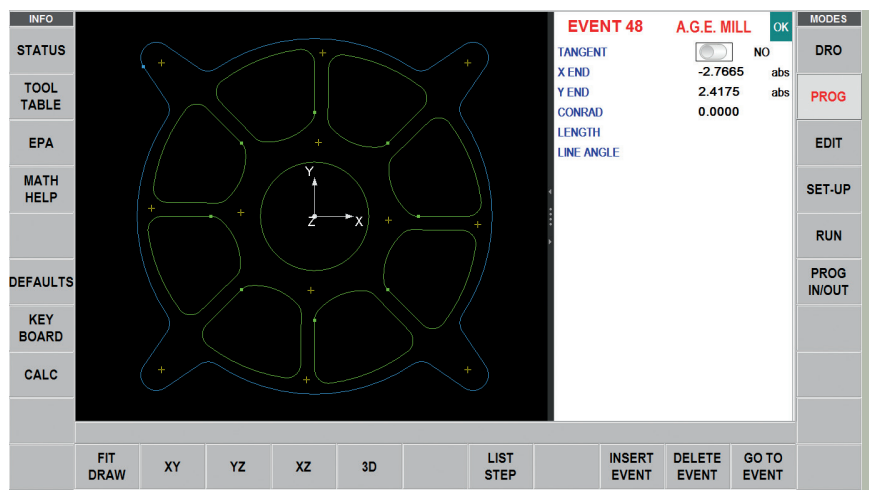 INFO
STATUS
TOOL
TABLE
EPA
MATH
HELP
DEFAULTS
KEY
BOARD
CALC
Y
Z
X
EVENT 48 A.G.E. MILL OK
TANGENT NO
X END -2.7665 abs
Y END 2.4175 abs
CONRAD 0.0000
LENGTH
LINE ANGLE
MODES
DRO
PROG
EDIT
SET-UP
RUN
PROG
IN/OUT
FIT
DRAW
XY
YZ
XZ
3D
LIST
STEP
INSERT
EVENT
DELETE
EVENT
GO TO
EVENT